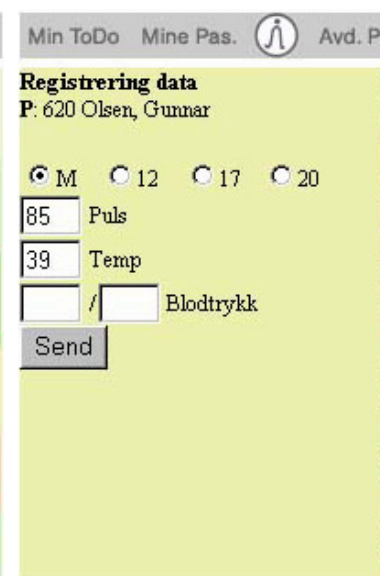 Min ToDo Mine Pas. Avd. P
Registrering data
P: 620 Olsen, Gunnar
M 12 17 20
85 Puls
39 Temp
/ Blodtrykk
Send